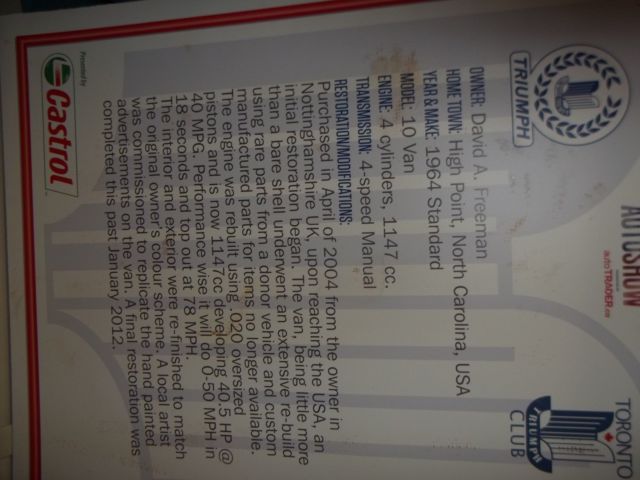 TRIUMPH
AUTOSHOW
autoTRADER.ca
TORONTO
TRIUMPH
CLUB
OWNER: David A. Freeman
HOME TOWN: High Point, North Carolina, USA
YEAR & MAKE: 1964 Standard
MODEL: 10 Van
ENGINE: 4 cylinders, 1147 cc.
TRANSMISSION: 4-speed Manual
RESTORATION/MODIFICATIONS:
Purchased in April of 2004 from the owner in
Nottinghamshire UK, upon reaching the USA, an
initial restoration began. The van, being little more
than a bare shell underwent an extensive re-build
using rare parts from a donor vehicle and custom
manufactured parts for items no longer available.
The engine was rebuilt using .020 oversized
pistons and is now 1147cc developing 40.5 HP @
40 MPG. Performance wise it will do 0-50 MPH in
18 seconds and top out at 78 MPH.
The interior and exterior were re-finished to match
the original owner's colour scheme. A local artist
was commissioned to replicate the hand painted
advertisements on the van. A final restoration was
completed this past January 2012.
Presented by
Castrol